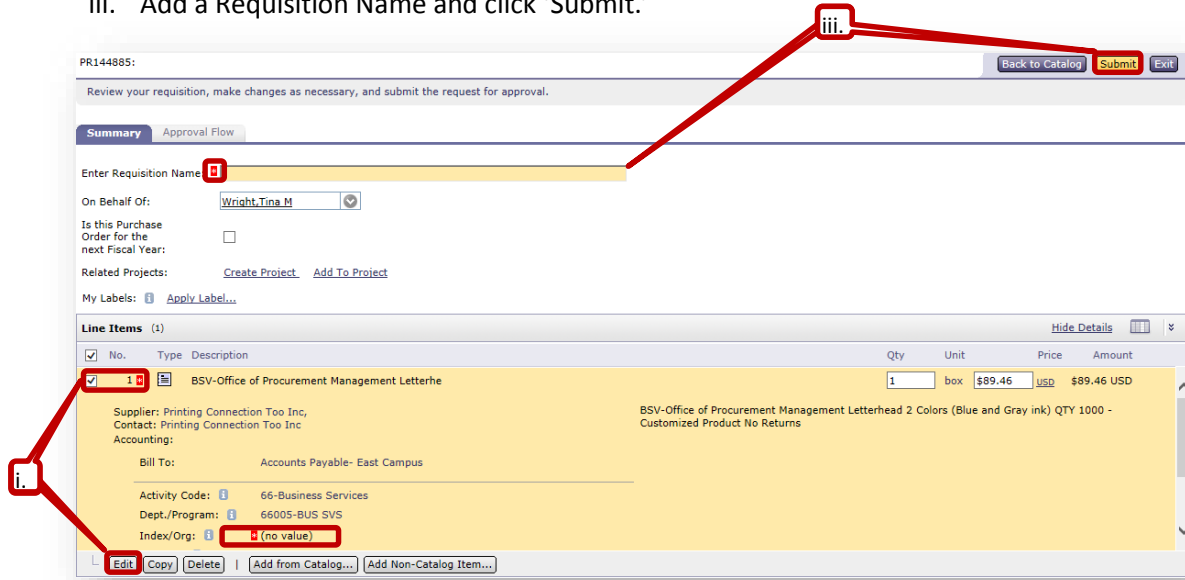 iii. Add a Requisition Name and click 'Submit.'
iii.
PR144885:
Back to Catalog Submit Exit
Review your requisition, make changes as necessary, and submit the request for approval.
Summary Approval Flow
Enter Requisition Name *
On Behalf Of: Wright,Tina M
Is this Purchase
Order for the
next Fiscal Year:
Related Projects: Create Project Add To Project
My Labels: Apply Label...
Line Items (1) Hide Details
No. Type Description Qty Unit Price Amount
1 * BSV-Office of Procurement Management Letterhe 1 box $89.46 USD $89.46 USD
Supplier: Printing Connection Too Inc,
Contact: Printing Connection Too Inc
BSV-Office of Procurement Management Letterhead 2 Colors (Blue and Gray ink) QTY 1000 -
Customized Product No Returns
Accounting:
Bill To: Accounts Payable- East Campus
i.
Activity Code: 66-Business Services
Dept./Program: 66005-BUS SVS
Index/Org: * (no value)
Edit Copy Delete | Add from Catalog... Add Non-Catalog Item...